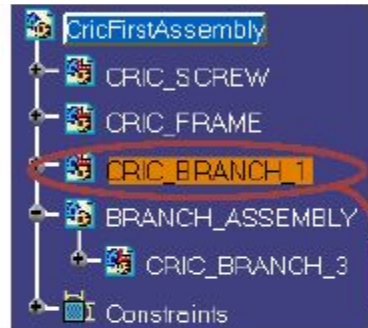 CricFirstAssembly
CRIC_SCREW
CRIC_FRAME
CRIC_BRANCH_1
BRANCH_ASSEMBLY
CRIC_BRANCH_3
Constraints